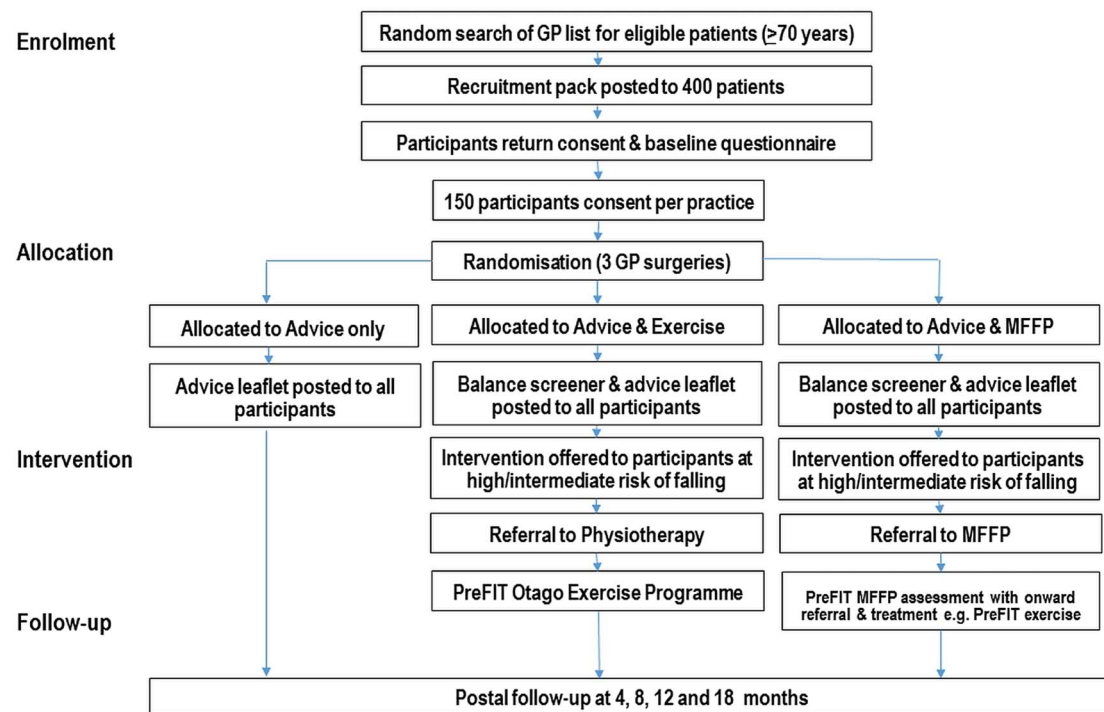 Enrolment
Random search of GP list for eligible patients (≥70 years)
Recruitment pack posted to 400 patients
Participants return consent & baseline questionnaire
150 participants consent per practice
Allocation
Randomisation (3 GP surgeries)
Allocated to Advice only
Allocated to Advice & Exercise
Allocated to Advice & MFFP
Advice leaflet posted to all
participants
Balance screener & advice leaflet
posted to all participants
Balance screener & advice leaflet
posted to all participants
Intervention
Intervention offered to participants at
high/intermediate risk of falling
Intervention offered to participants
at high/intermediate risk of falling
Referral to Physiotherapy
Referral to MFFP
PreFIT Otago Exercise Programme
PreFIT MFFP assessment with onward
referral & treatment e.g. PreFIT exercise
Follow-up
Postal follow-up at 4, 8, 12 and 18 months